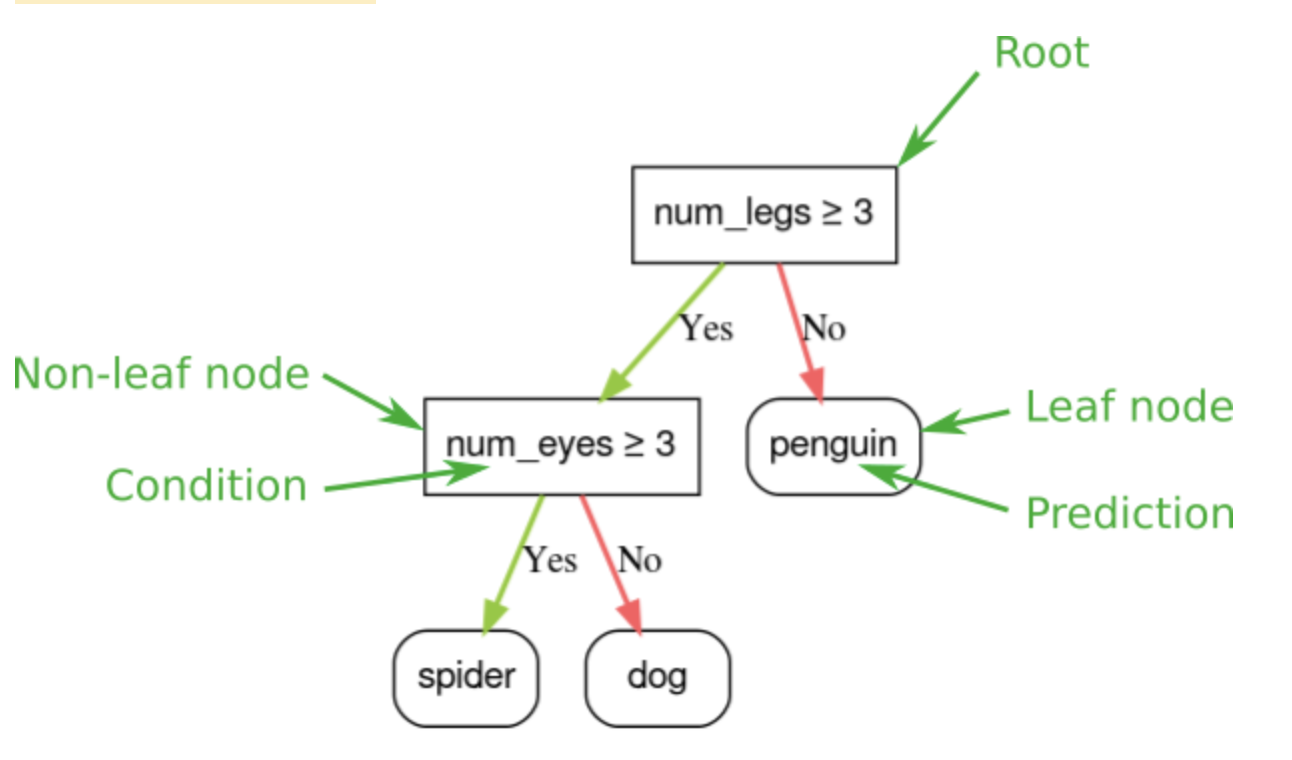 Root
num_legs ≥ 3
Yes
No
Non-leaf node
Leaf node
num_eyes ≥ 3
penguin
Condition
Prediction
Yes
No
spider
dog